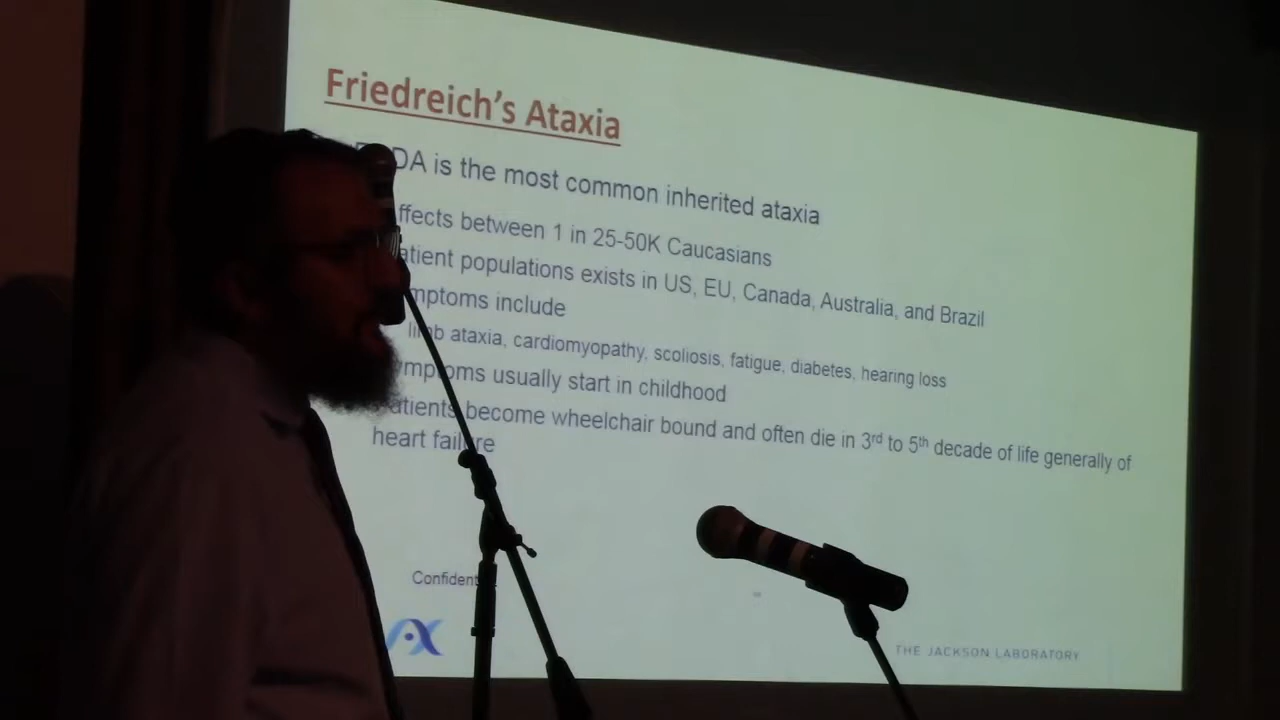 Friedreich's Ataxia
DA is the most common inherited ataxia
ffects between 1 in 25-50K Caucasians
atient populations exists in US, EU, Canada, Australia, and Brazil
mptoms include
limb ataxia, cardiomyopathy, scoliosis, fatigue, diabetes, hearing loss
ymptoms usually start in childhood
atients become wheelchair bound and often die in 3rd to 5th decade of life generally of
heart failure
Confident
THE JACKSON LABORATORY